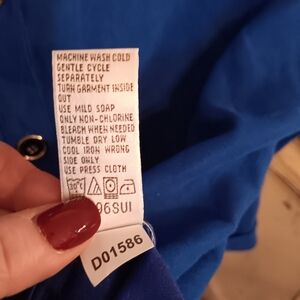 MACHINE WASH COLD
GENTLE CYCLE
SEPARATELY
TURN GARMENT INSIDE
OUT
USE MILD SOAP
ONLY NON-CHLORINE
BLEACH WHEN NEEDED
TUMBLE DRY LOW
COOL IRON WRONG
SIDE ONLY
USE PRESS CLOTH
96SUI
D01586